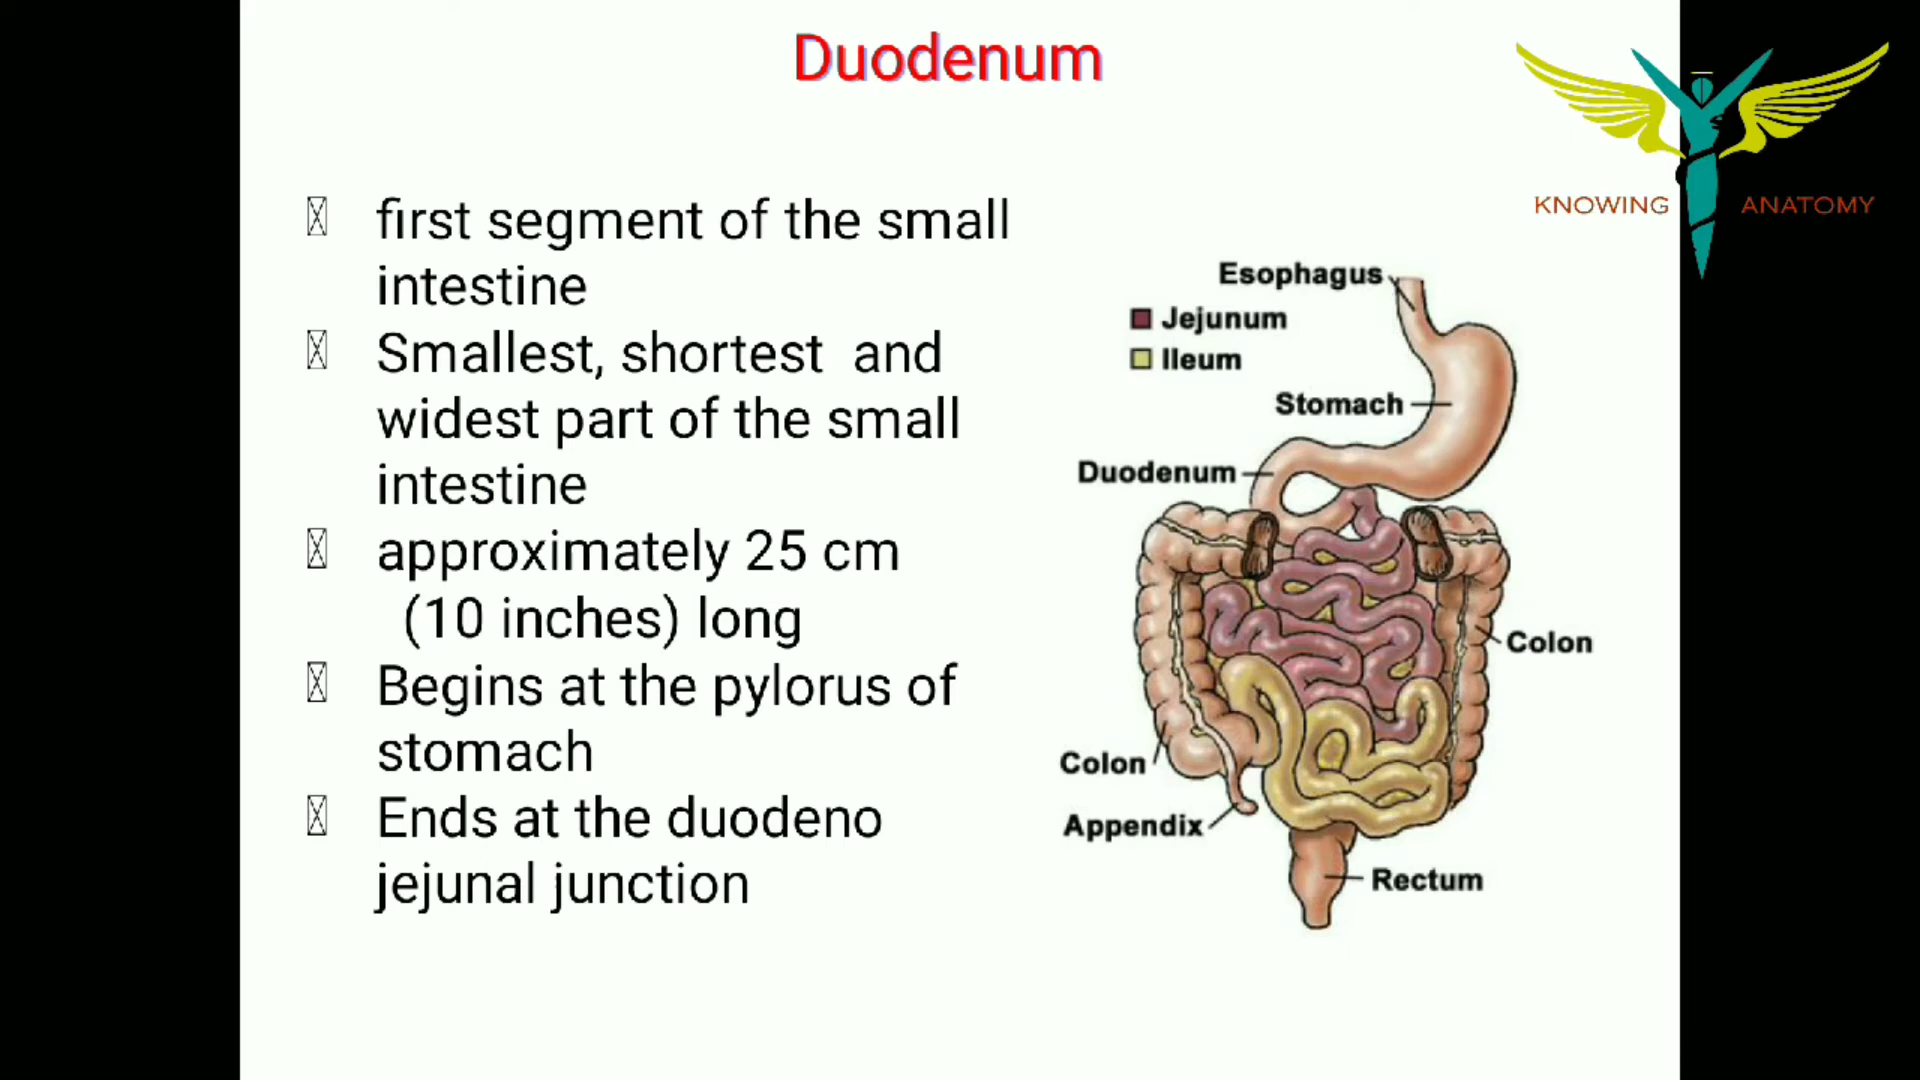 Duodenum
KNOWING ANATOMY
first segment of the small
intestine
Smallest, shortest and
widest part of the small
intestine
approximately 25 cm
(10 inches) long
Begins at the pylorus of
stomach
Ends at the duodeno
jejunal junction
Esophagus
Jejunum
Ileum
Stomach
Duodenum
Colon
Colon
Appendix
Rectum